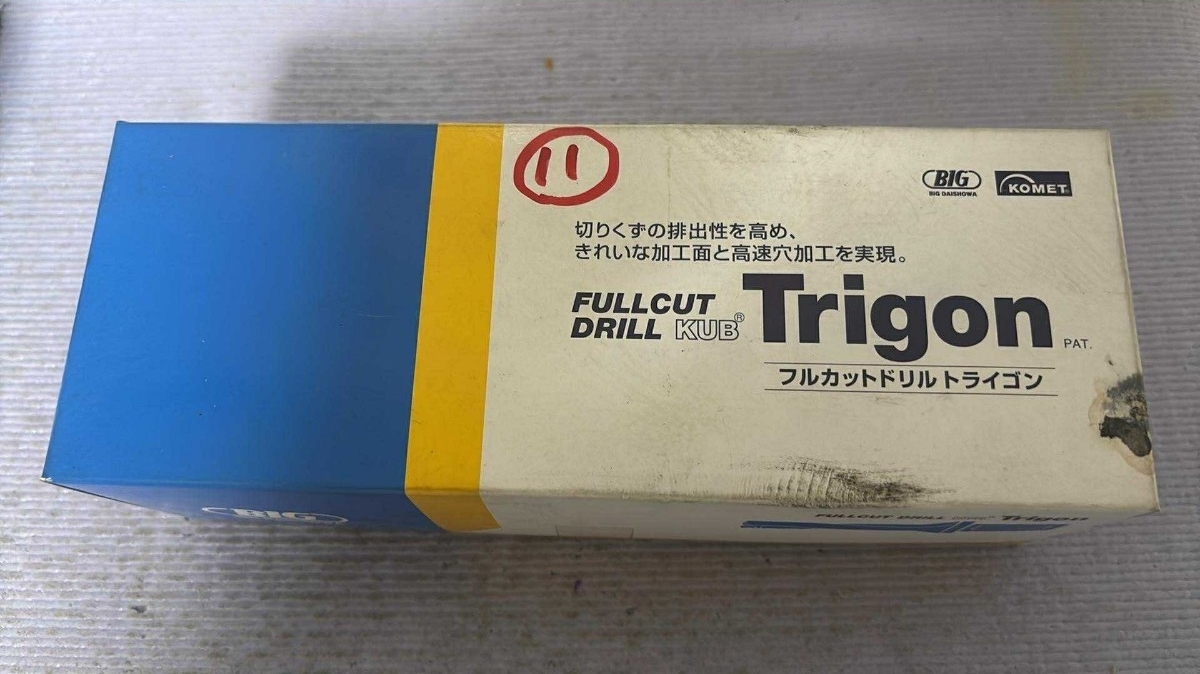 11
BIG
BIG DAISHOWA
KOMET
切りくずの排出性を高め、
きれいな加工面と高速穴加工を実現。
FULLCUT
DRILL KUB®
Trigon
PAT.
フルカットドリルトライゴン
BIG
FULLCUT DRILL Trigon